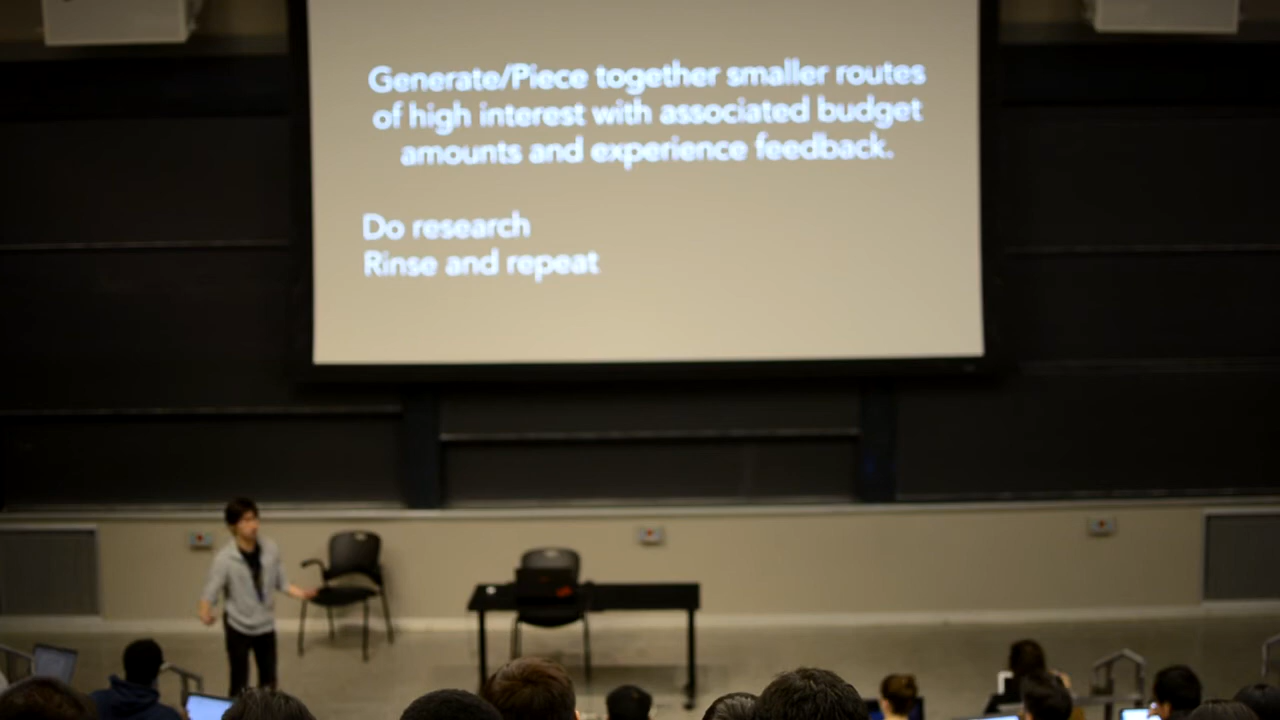 Generate/Piece together smaller routes
of high interest with associated budget
amounts and experience feedback.
Do research
Rinse and repeat